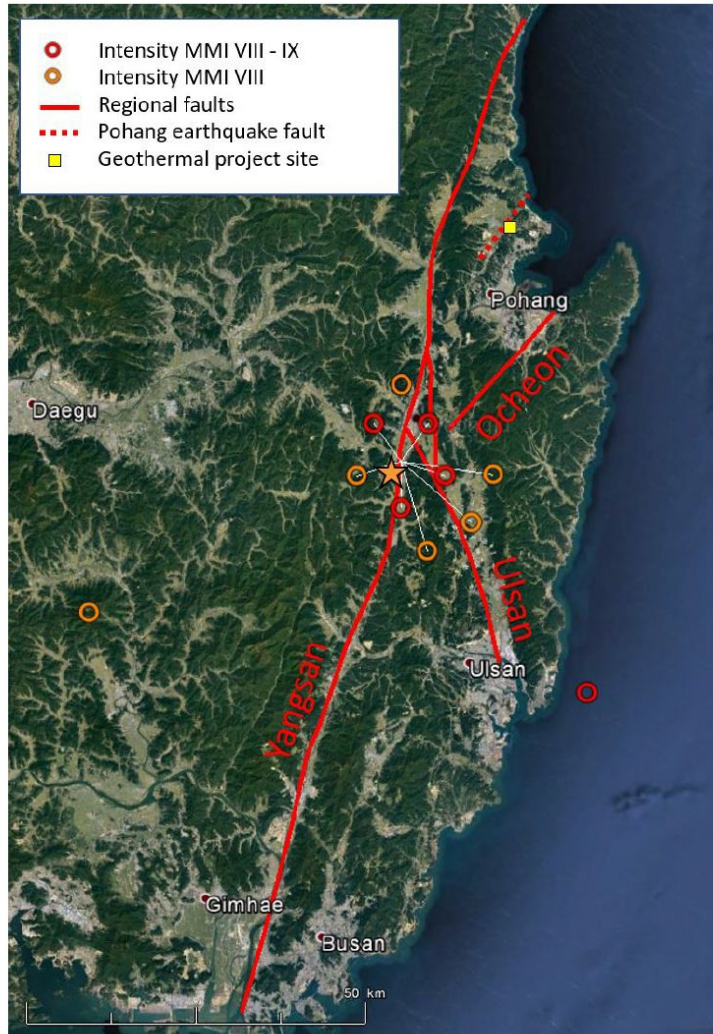 Intensity MMI VIII - IX
Intensity MMI VIII
Regional faults
Pohang earthquake fault
Geothermal project site
Pohang
Ocheon
Daegu
Ulsan
Ulsan
Yangsan
Gimhae
Busan
50 km